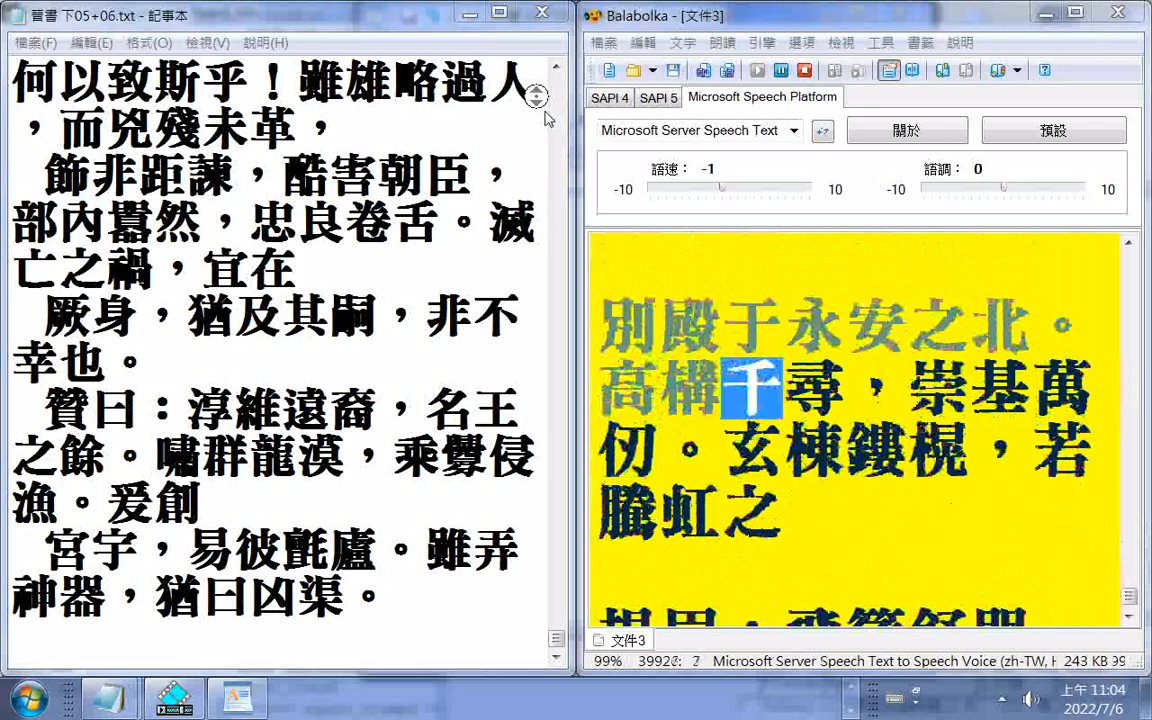 晉書 下05+06.txt - 記事本
檔案(F) 編輯(E) 格式(O) 檢視(V) 說明(H)
何以致斯乎！雖雄略過人
，而兇殘未革，
飾非距諫，酷害朝臣，
部內囂然，忠良卷舌。滅
亡之禍，宜在
厥身，猶及其嗣，非不
幸也。
贊曰：淳維遠裔，名王
之餘。嘯群龍漠，乘釁侵
漁。爰創
宮宇，易彼氈廬。雖弄
神器，猶曰凶渠。
Balabolka - [文件3]
檔案 編輯 文字 朗讀 引擎 選項 檢視 工具 書籤 說明
SAPI 4 SAPI 5 Microsoft Speech Platform
Microsoft Server Speech Text 關於 預設
語速： -1 語調： 0
-10 10 -10 10
別殿于永安之北。
高構千尋，崇基萬
仞。玄棟鏤榥，若
騰虹之
文件3
99% 3992 Microsoft Server Speech Text to Speech Voice (zh-TW, 243 KB 99
上午 11:04
2022/7/6